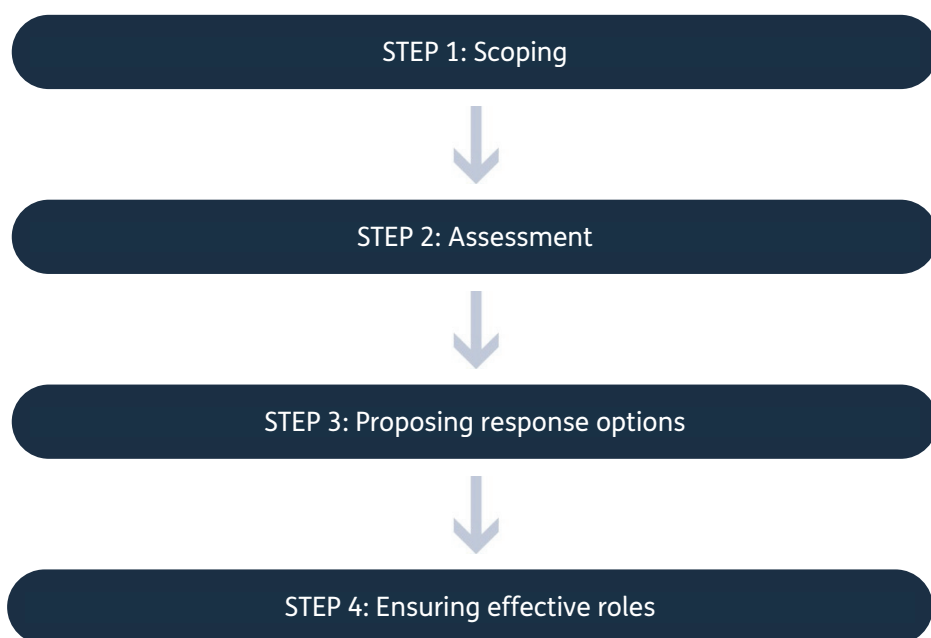 STEP 1: Scoping
STEP 2: Assessment
STEP 3: Proposing response options
STEP 4: Ensuring effective roles